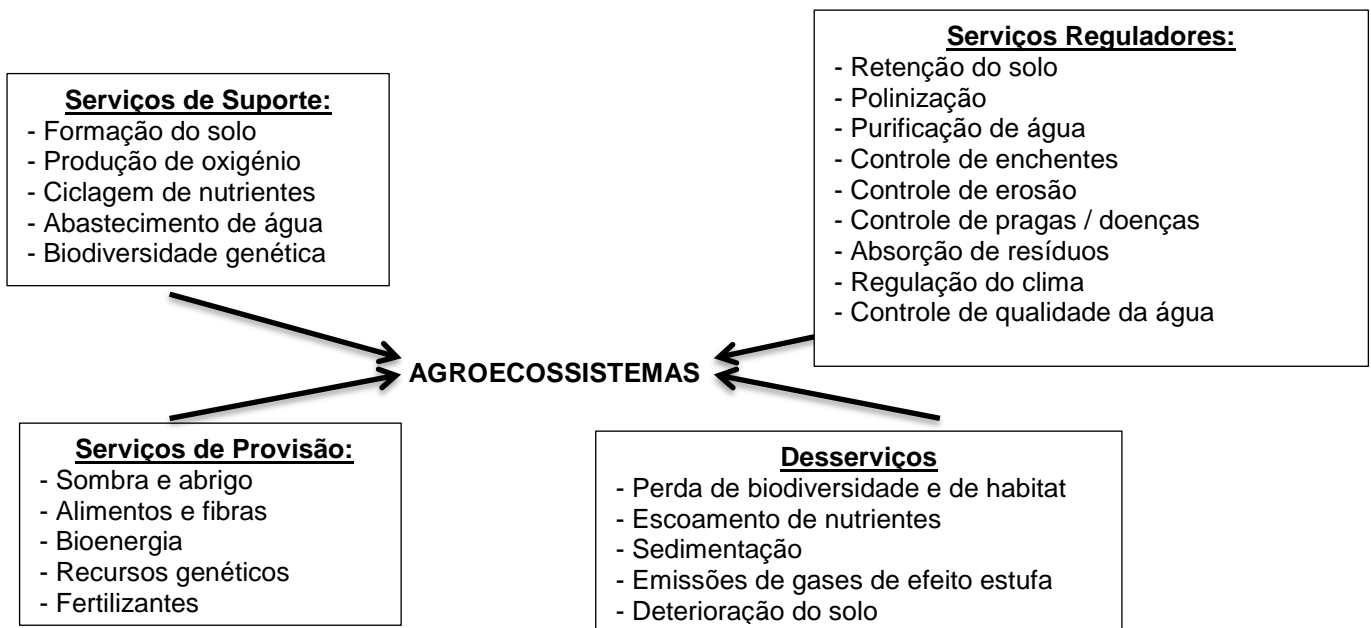 Serviços de Suporte:
- Formação do solo
- Produção de oxigénio
- Ciclagem de nutrientes
- Abastecimento de água
- Biodiversidade genética
Serviços Reguladores:
- Retenção do solo
- Polinização
- Purificação de água
- Controle de enchentes
- Controle de erosão
- Controle de pragas / doenças
- Absorção de resíduos
- Regulação do clima
- Controle de qualidade da água
AGROECOSSISTEMAS
Serviços de Provisão:
- Sombra e abrigo
- Alimentos e fibras
- Bioenergia
- Recursos genéticos
- Fertilizantes
Desserviços
- Perda de biodiversidade e de habitat
- Escoamento de nutrientes
- Sedimentação
- Emissões de gases de efeito estufa
- Deterioração do solo